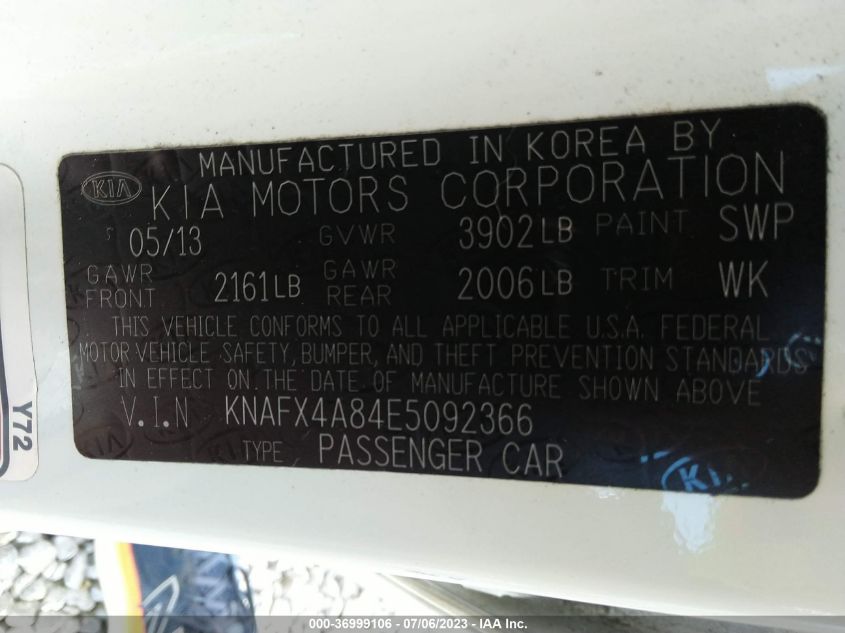 MANUFACTURED IN KOREA BY
KIA KIA MOTORS CORPORATION
05/13 GVWR 3902LB PAINT SWP
GAWR FRONT 2161LB GAWR REAR 2006LB TRIM WK
THIS VEHICLE CONFORMS TO ALL APPLICABLE U.S.A. FEDERAL
MOTOR VEHICLE SAFETY, BUMPER, AND THEFT PREVENTION STANDARDS
IN EFFECT ON THE DATE OF MANUFACTURE SHOWN ABOVE
V.I.N KNAFX4A84E5092366
TYPE PASSENGER CAR
KIA
Y72
000-36999106 - 07/06/2023 - IAA Inc.